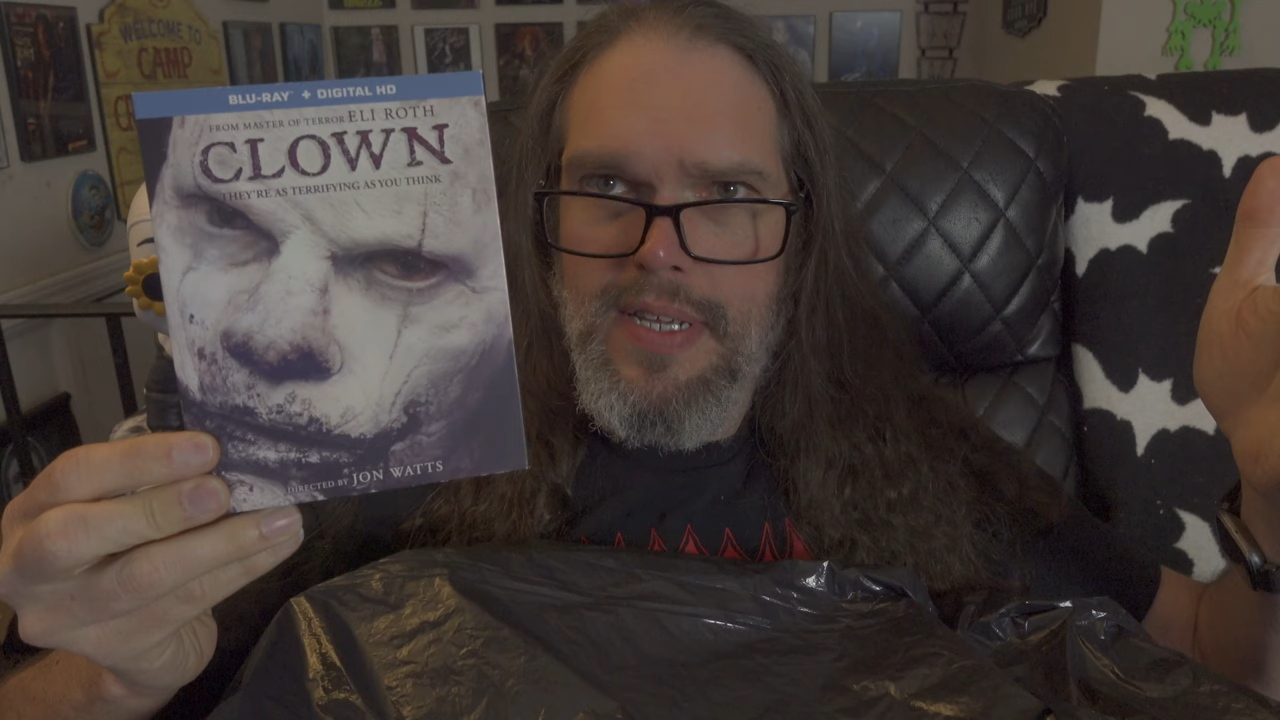 WELCOME TO
CAMP
BLU-RAY + DIGITAL HD
FROM MASTER OF TERROR ELI ROTH
CLOWN
THEY'RE AS TERRIFYING AS YOU THINK
DIRECTED BY JON WATTS